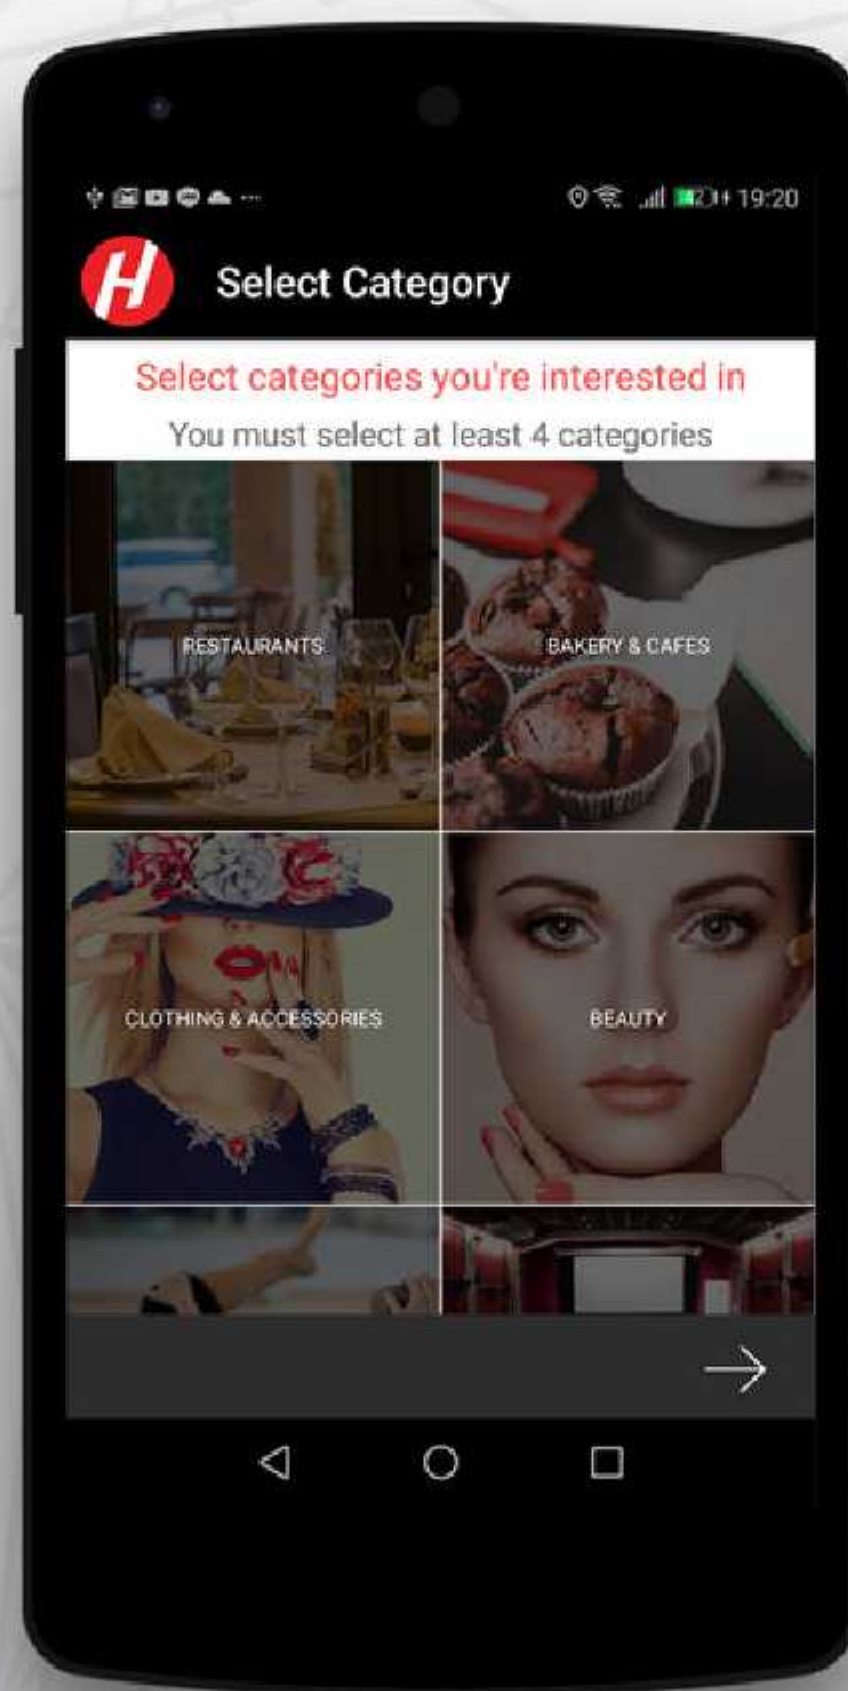 19:20
H Select Category
Select categories you're interested in
You must select at least 4 categories
RESTAURANTS
BAKERY & CAFES
CLOTHING & ACCESSORIES
BEAUTY